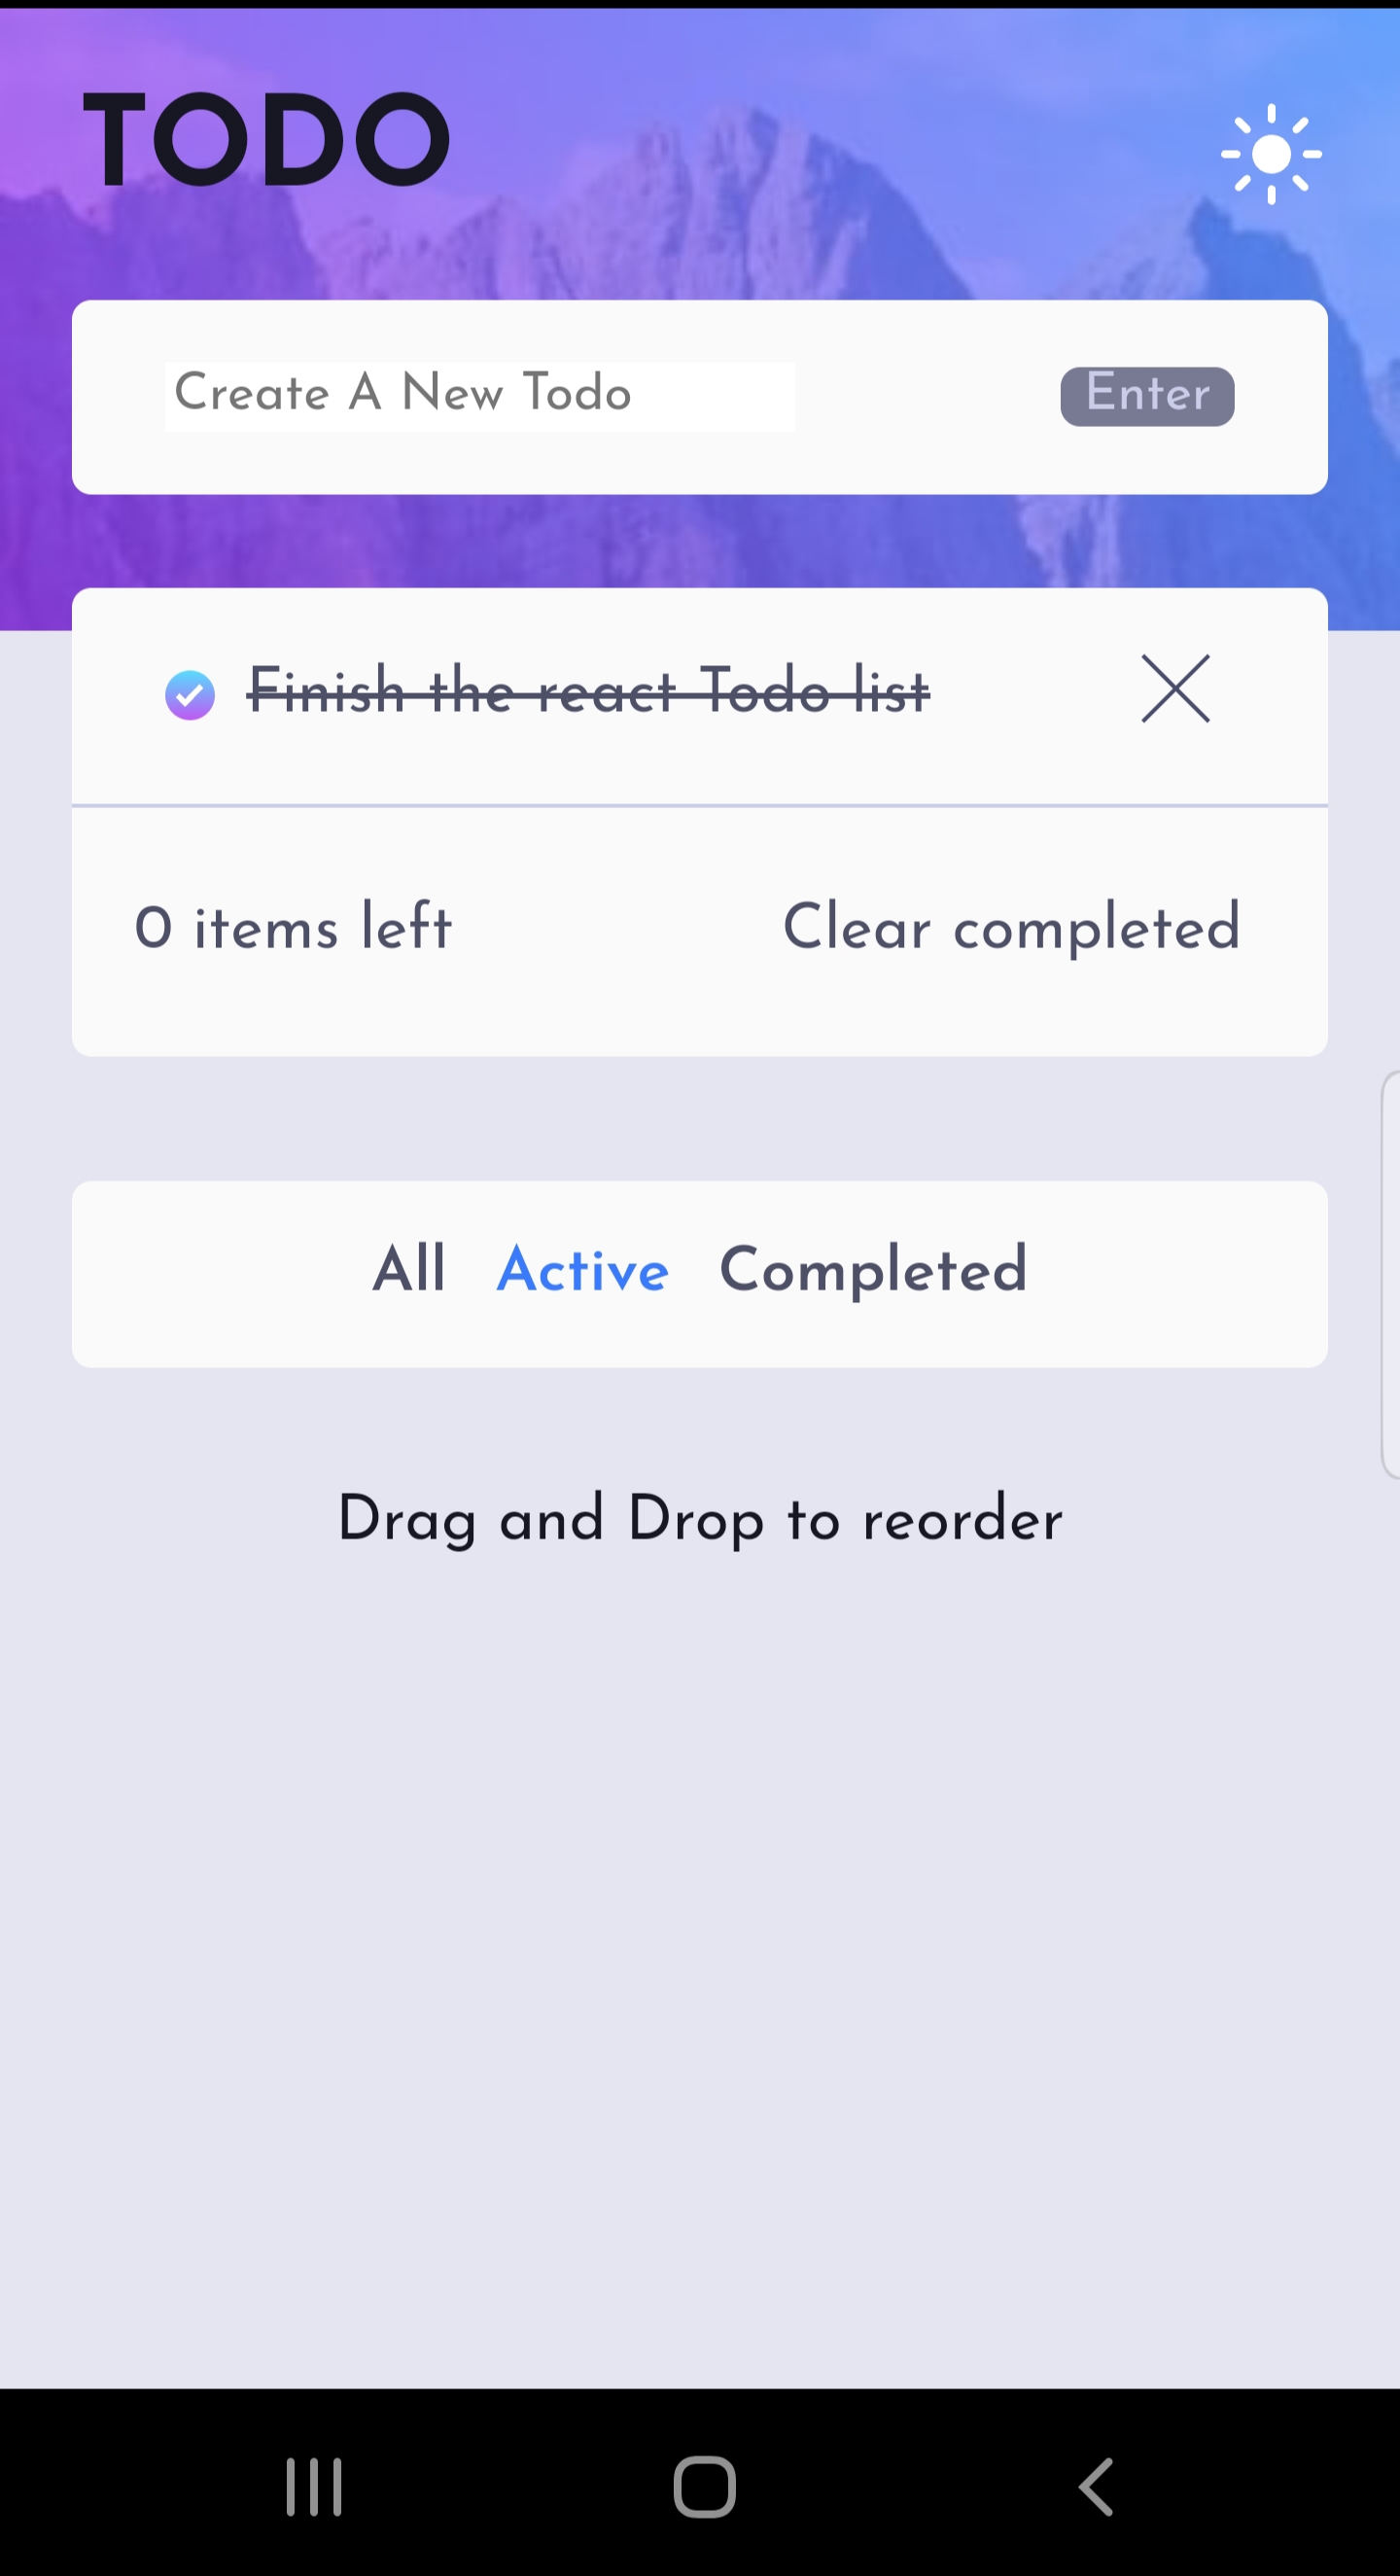 TODO
Create A New Todo Enter
Finish the react Todo list
0 items left Clear completed
All Active Completed
Drag and Drop to reorder